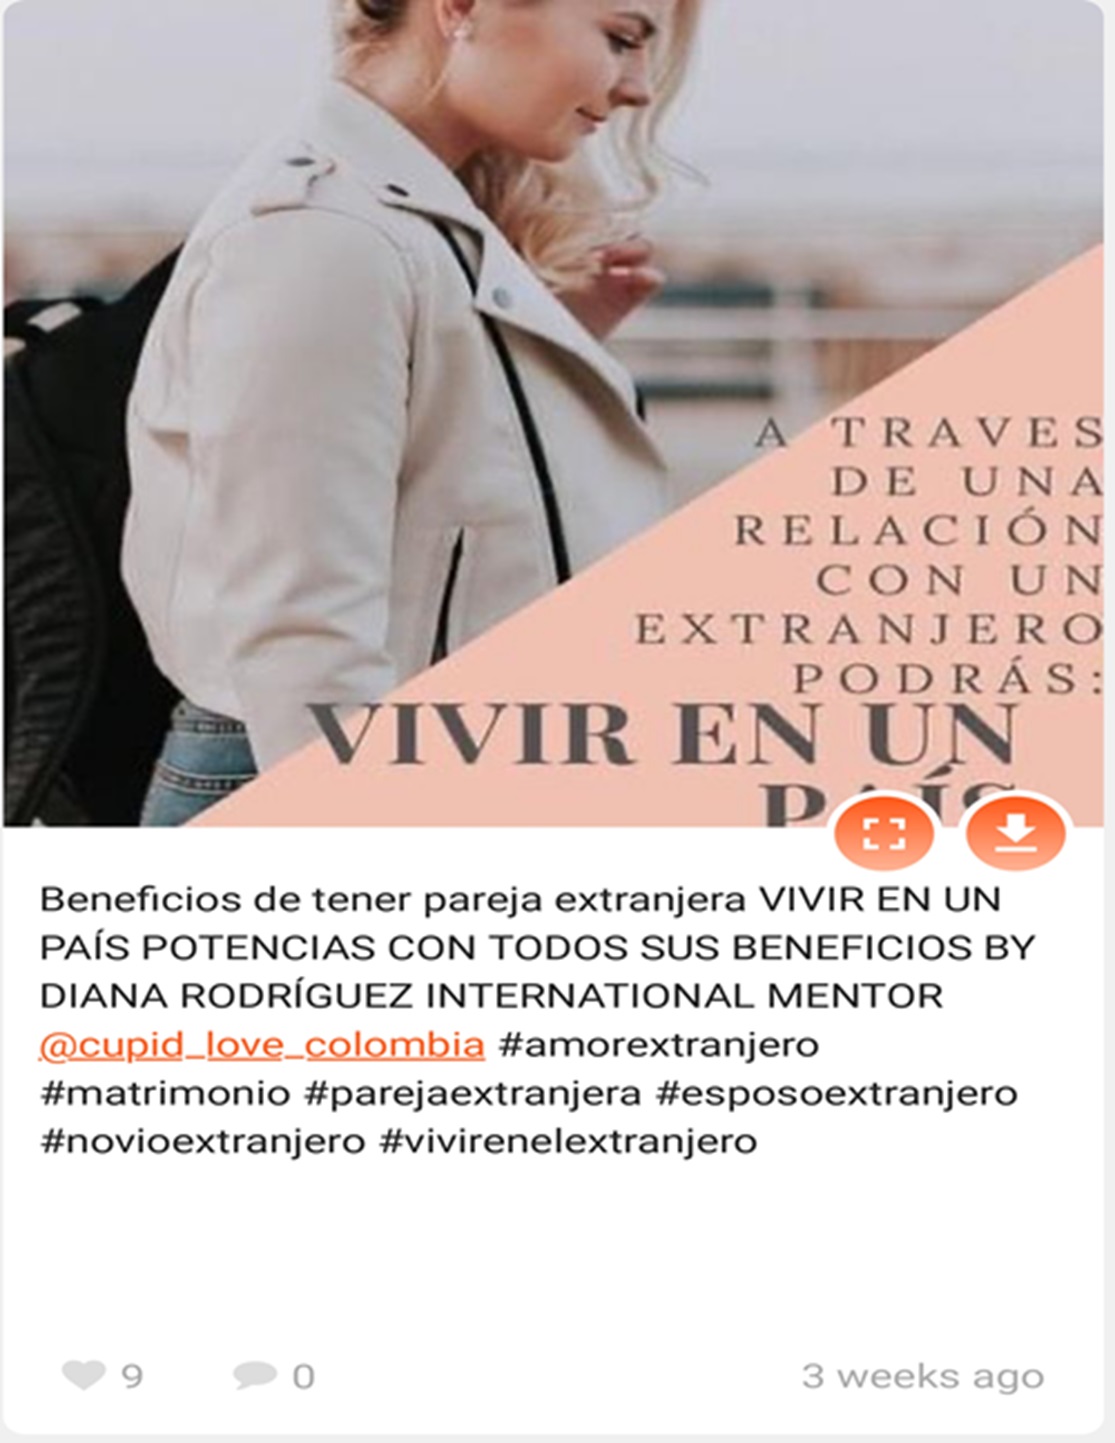 A TRAVES
DE UNA
RELACIÓN
CON UN
EXTRANJERO
PODRÁS:
VIVIR EN UN
PAÍS
Beneficios de tener pareja extranjera VIVIR EN UN
PAÍS POTENCIAS CON TODOS SUS BENEFICIOS BY
DIANA RODRÍGUEZ INTERNATIONAL MENTOR
@cupid_love_colombia #amorextranjero
#matrimonio #parejaextranjera #esposoextranjero
#novioextranjero #vivirenelextranjero
9 0 3 weeks ago